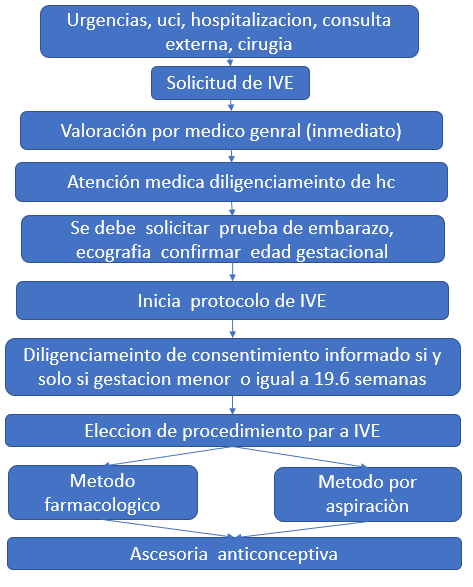 Urgencias, uci, hospitalizacion, consulta
externa, cirugia
Solicitud de IVE
Valoración por medico genral (inmediato)
Atención medica diligenciameinto de hc
Se debe solicitar prueba de embarazo,
ecografia confirmar edad gestacional
Inicia protocolo de IVE
Diligenciameinto de consentimiento informado si y
solo si gestacion menor o igual a 19.6 semanas
Eleccion de procedimiento par a IVE
Metodo
farmacologico
Metodo por
aspiraciòn
Ascesoria anticonceptiva